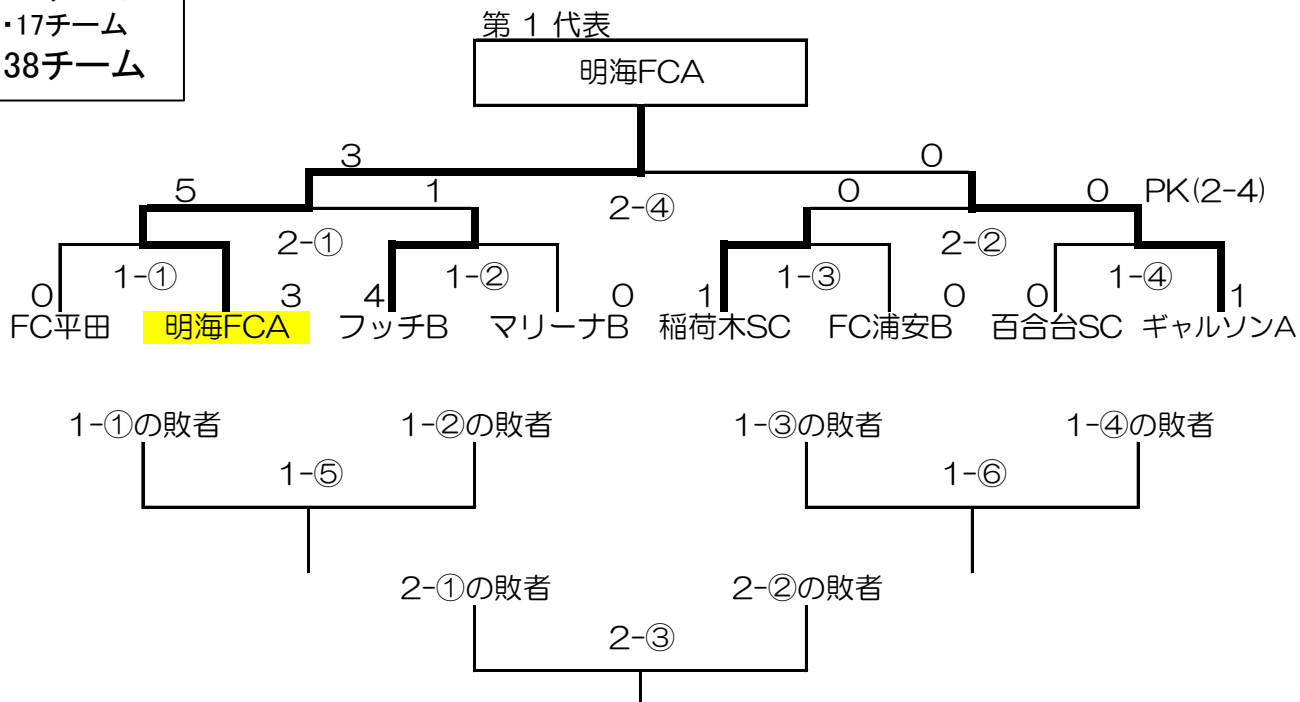 ・17チーム
38チーム
第 1 代表
明海FCA
3 0
5 1 0 0 PK(2-4)
2-④
2-① 2-②
1-① 1-② 1-③ 1-④
0 3 4 0 1 0 0 1
FC平田 明海FCA フッチB マリーナB 稲荷木SC FC浦安B 百合台SC ギャルソンA
1-①の敗者 1-②の敗者 1-③の敗者 1-④の敗者
1-⑤ 1-⑥
2-①の敗者 2-②の敗者
2-③